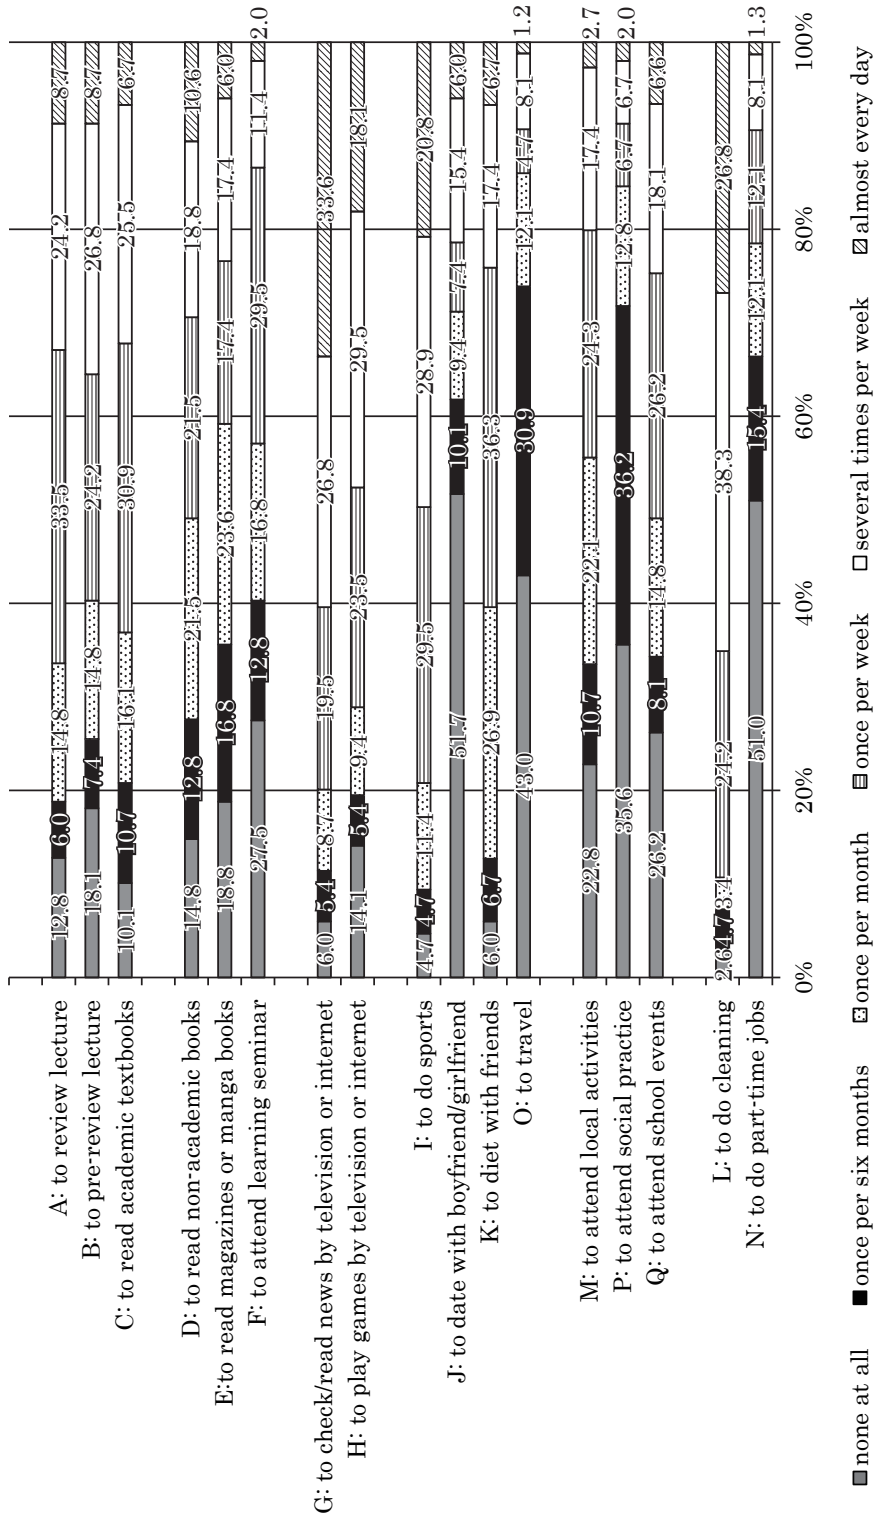 A: to review lecture 12.8 6.0 14.8 33.5 24.2 8.7
B: to pre-review lecture 18.1 7.4 14.8 24.2 26.8 8.7
C: to read academic textbooks 10.1 10.7 16.1 30.9 25.5 6.7
D: to read non-academic books 14.8 12.8 21.5 21.5 18.8 10.6
E:to read magazines or manga books 18.8 16.8 23.6 17.4 17.4 6.0
F: to attend learning seminar 27.5 12.8 16.8 29.5 11.4 2.0
G: to check/read news by television or internet 6.0 5.4 8.7 19.5 26.8 33.6
H: to play games by television or internet 14.1 5.4 9.4 23.5 29.5 18.1
I: to do sports 4.7 4.7 11.4 29.5 28.9 20.8
J: to date with boyfriend/girlfriend 51.7 10.1 9.4 7.4 15.4 6.0
K: to diet with friends 6.0 6.7 26.9 36.3 17.4 6.7
O: to travel 43.0 30.9 12.1 4.7 8.1 1.2
M: to attend local activities 22.8 10.7 22.1 24.3 17.4 2.7
P: to attend social practice 35.6 36.2 12.8 6.7 6.7 2.0
Q: to attend school events 26.2 8.1 14.8 26.2 18.1 6.6
L: to do cleaning 2.6 4.7 3.4 24.2 38.3 26.8
N: to do part-time jobs 51.0 15.4 12.1 12.1 8.1 1.3
0% 20% 40% 60% 80% 100%
none at all once per six months once per month once per week several times per week almost every day